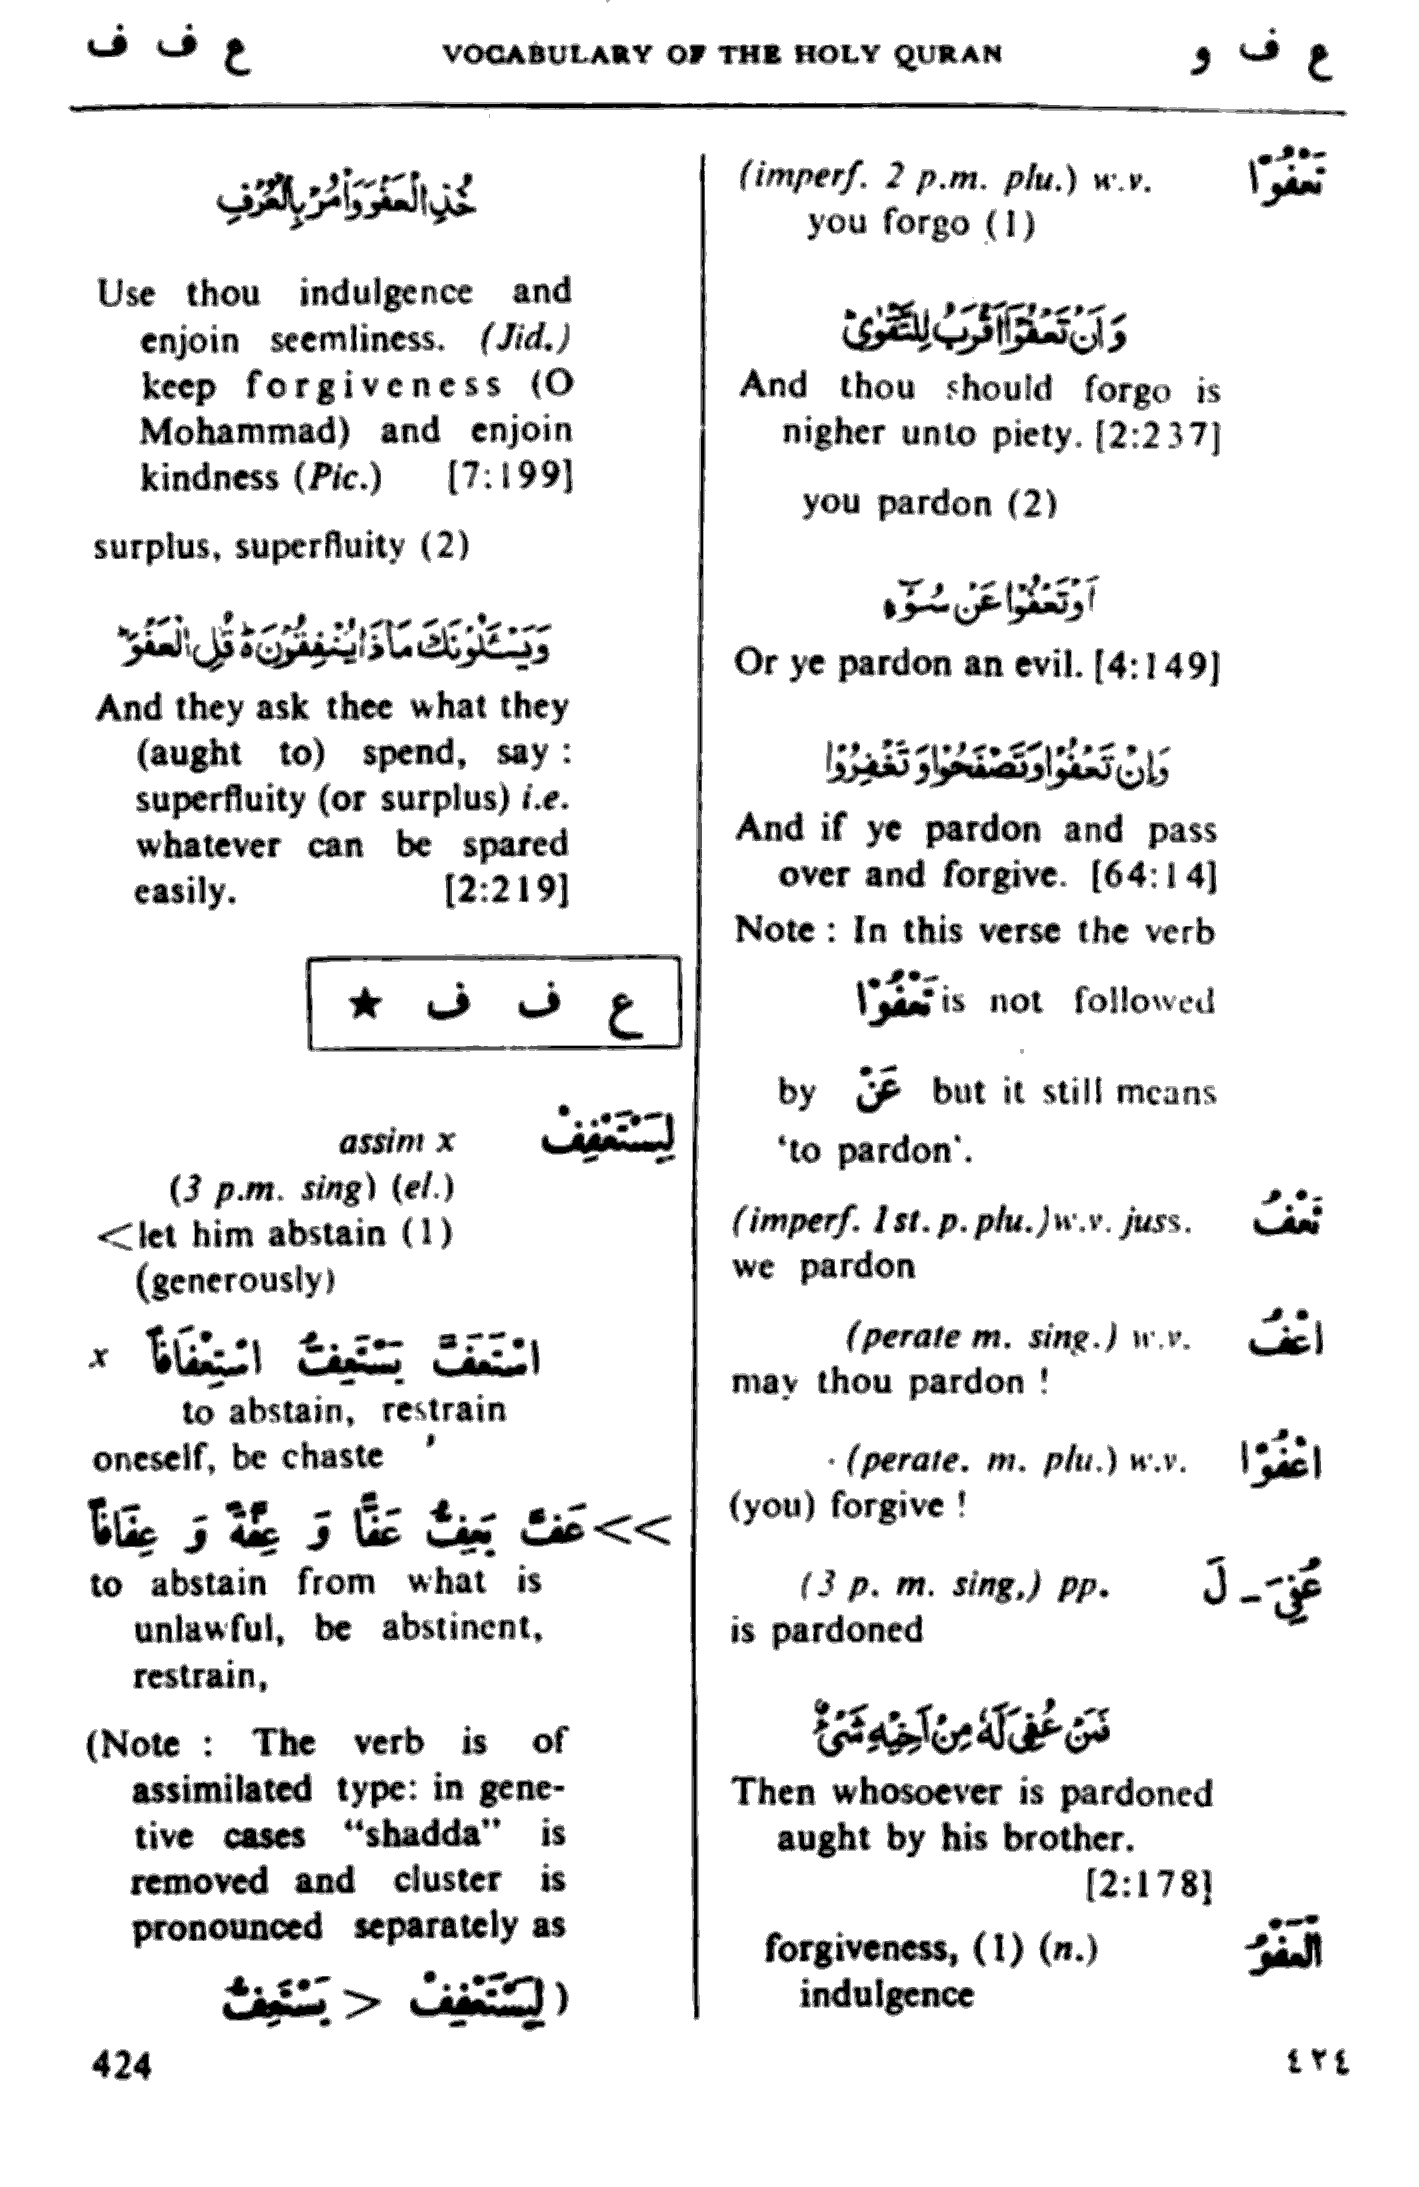 ع ف و
VOCABULARY OF THE HOLY QURAN
ع ف ف
تَعْفُوْا (imperf. 2 p.m. plu.) w.v.
you forgo (1)
وَاَنْ تَعْفُوْٓا اَقْرَبُ لِلتَّقْوٰىؕ
And thou should forgo is
nigher unto piety. [2:237]
you pardon (2)
اَوْ تَعْفُوْا عَنْ سُوْٓءٍ
Or ye pardon an evil. [4:149]
وَاِنْ تَعْفُوْا وَتَصْفَحُوْا وَتَغْفِرُوْا
And if ye pardon and pass
over and forgive. [64:14]
Note : In this verse the verb
تَعْفُوْا is not followed
by عَنْ but it still means
‘to pardon’.
نَعْفُ (imperf. 1st. p. plu.) w.v. juss.
we pardon
اعْفُ (perate m. sing.) w.v.
may thou pardon !
اعْفُوْا (perate. m. plu.) w.v.
(you) forgive !
عُفِيَ - لَ (3 p. m. sing.) pp.
is pardoned
فَمَنْ عُفِيَ لَهٗ مِنْ اَخِيْهِ شَيْءٌ
Then whosoever is pardoned
aught by his brother.
[2:178]
اَلْعَفْوُ forgiveness, (1) (n.)
indulgence
خُذِ الْعَفْوَ وَاْمُرْ بِالْعُرْفِ
Use thou indulgence and
enjoin seemliness. (Jid.)
keep forgiveness (O
Mohammad) and enjoin
kindness (Pic.) [7:199]
surplus, superfluity (2)
وَيَسْـَٔلُوْنَكَ مَاذَا يُنْفِقُوْنَ ۥؕ قُلِ الْعَفْوَؕ
And they ask thee what they
(aught to) spend, say :
superfluity (or surplus) i.e.
whatever can be spared
easily. [2:219]
ع ف ف ★
لِيَسْتَعْفِفْ assim x
(3 p.m. sing) (el.)
<let him abstain (1)
(generously)
اسْتَعَفَّ يَسْتَعِفُّ اسْتِعْفَافًا x
to abstain, restrain
oneself, be chaste
>>عَفَّ يَعِفُّ عَفًّا وَ عِفَّةً وَ عِفَافًا
to abstain from what is
unlawful, be abstinent,
restrain,
(Note : The verb is of
assimilated type: in gene-
tive cases “shadda” is
removed and cluster is
pronounced separately as
( لِيَسْتَعْفِفْ < يَسْتَعِفُّ
424
٤٢٤